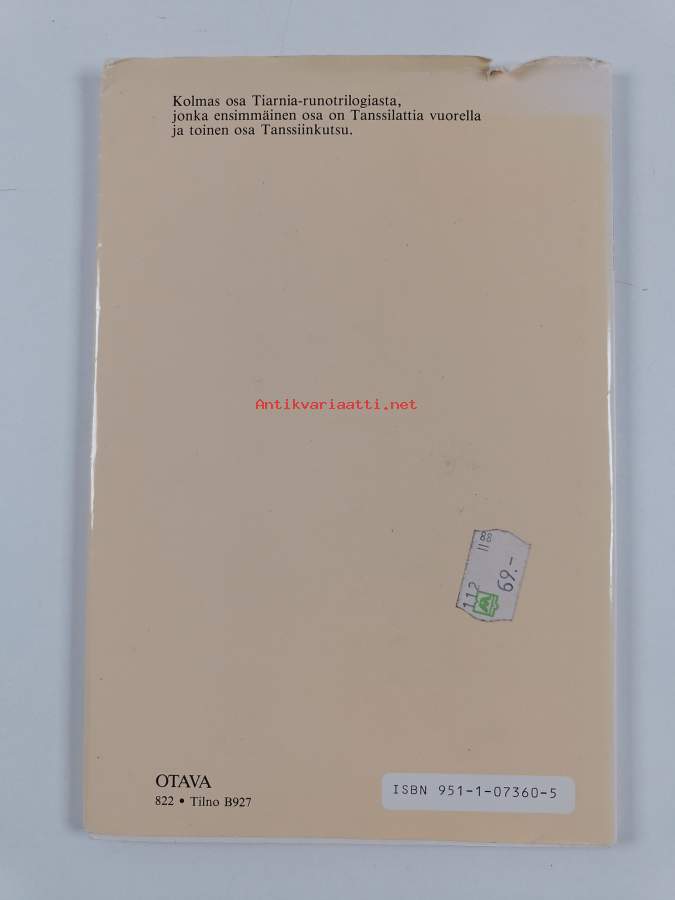 Kolmas osa Tiarnia-runotrilogiasta,
jonka ensimmäinen osa on Tanssilattia vuorella
ja toinen osa Tanssiinkutsu.
Antikvariaatti.net
11 88
112
69.-
OTAVA
822 • Tilno B927
ISBN 951-1-07360-5